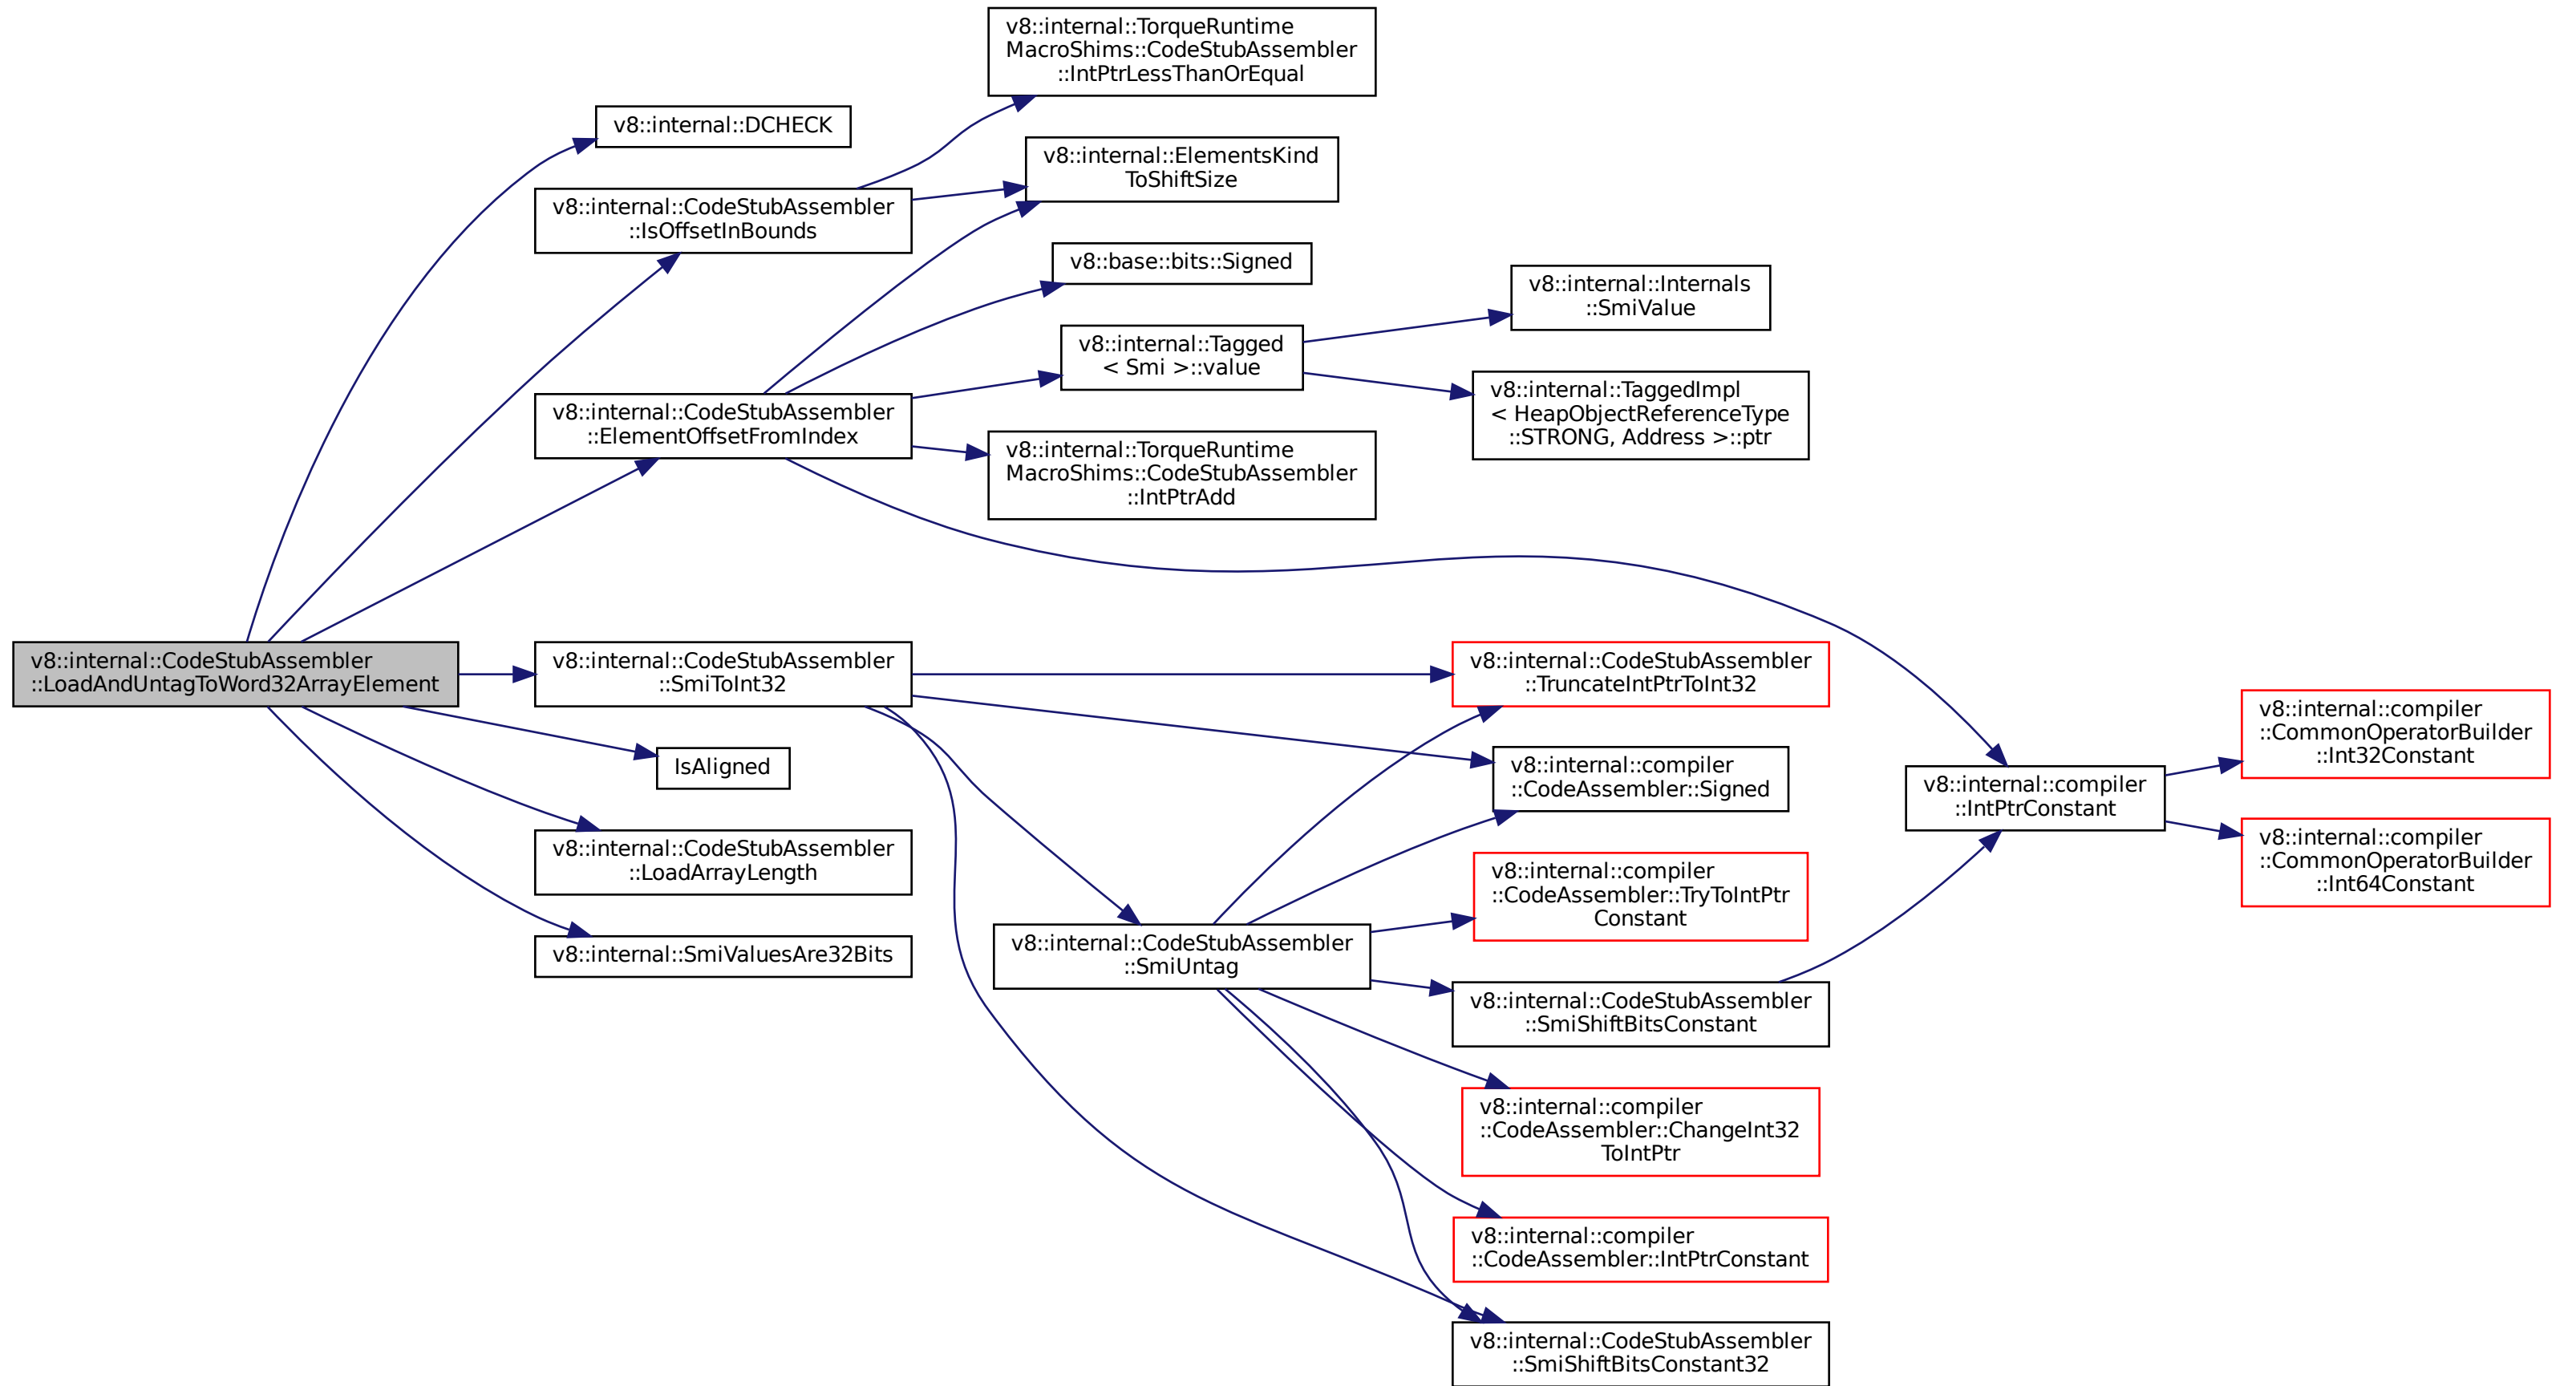 v8::internal::TorqueRuntime
MacroShims::CodeStubAssembler
::IntPtrLessThanOrEqual
v8::internal::DCHECK
v8::internal::ElementsKind
ToShiftSize
v8::internal::CodeStubAssembler
::IsOffsetInBounds
v8::base::bits::Signed
v8::internal::Internals
::SmiValue
v8::internal::Tagged
< Smi >::value
v8::internal::TaggedImpl
< HeapObjectReferenceType
::STRONG, Address >::ptr
v8::internal::CodeStubAssembler
::ElementOffsetFromIndex
v8::internal::TorqueRuntime
MacroShims::CodeStubAssembler
::IntPtrAdd
v8::internal::CodeStubAssembler
::LoadAndUntagToWord32ArrayElement
v8::internal::CodeStubAssembler
::SmiToInt32
v8::internal::CodeStubAssembler
::TruncateIntPtrToInt32
v8::internal::compiler
::CommonOperatorBuilder
::Int32Constant
IsAligned
v8::internal::compiler
::CodeAssembler::Signed
v8::internal::compiler
::IntPtrConstant
v8::internal::CodeStubAssembler
::LoadArrayLength
v8::internal::compiler
::CodeAssembler::TryToIntPtr
Constant
v8::internal::compiler
::CommonOperatorBuilder
::Int64Constant
v8::internal::SmiValuesAre32Bits
v8::internal::CodeStubAssembler
::SmiUntag
v8::internal::CodeStubAssembler
::SmiShiftBitsConstant
v8::internal::compiler
::CodeAssembler::ChangeInt32
ToIntPtr
v8::internal::compiler
::CodeAssembler::IntPtrConstant
v8::internal::CodeStubAssembler
::SmiShiftBitsConstant32